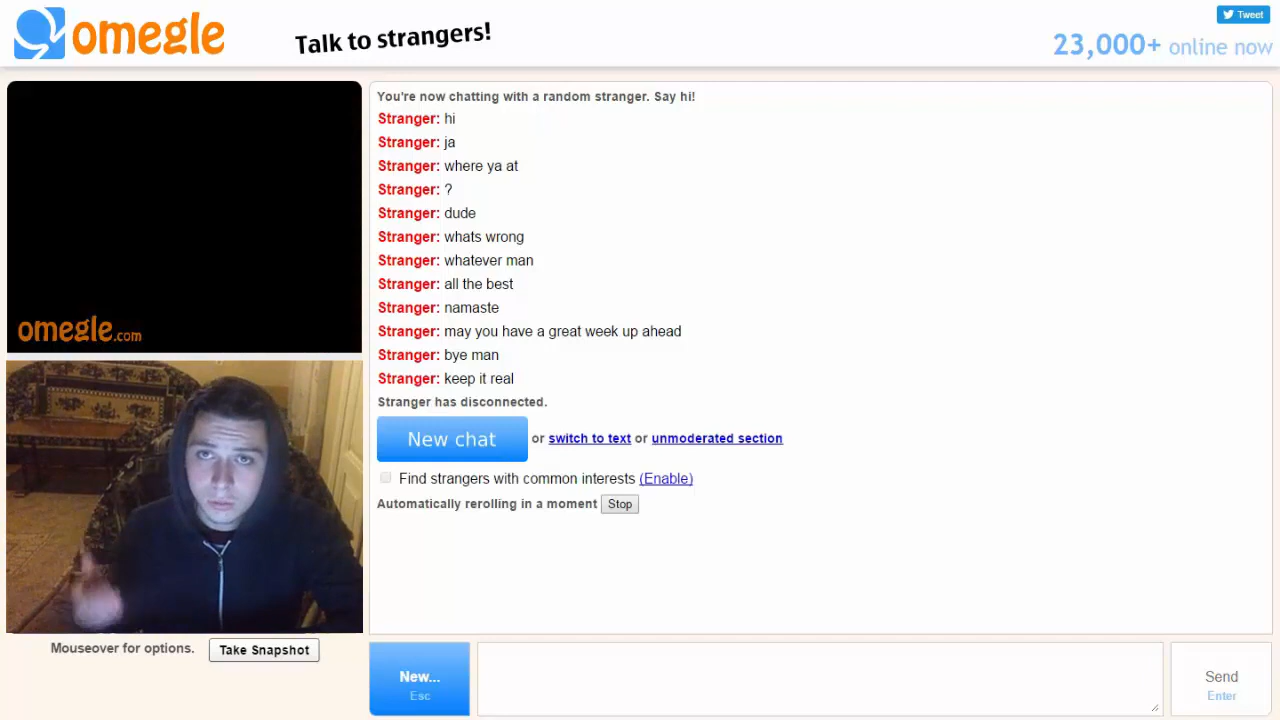 omegle
Talk to strangers!
Tweet
23,000+ online now
omegle.com
You're now chatting with a random stranger. Say hi!
Stranger: hi
Stranger: ja
Stranger: where ya at
Stranger: ?
Stranger: dude
Stranger: whats wrong
Stranger: whatever man
Stranger: all the best
Stranger: namaste
Stranger: may you have a great week up ahead
Stranger: bye man
Stranger: keep it real
Stranger has disconnected.
New chat or switch to text or unmoderated section
Find strangers with common interests (Enable)
Automatically rerolling in a moment Stop
Mouseover for options. Take Snapshot
New...
Esc
Send
Enter